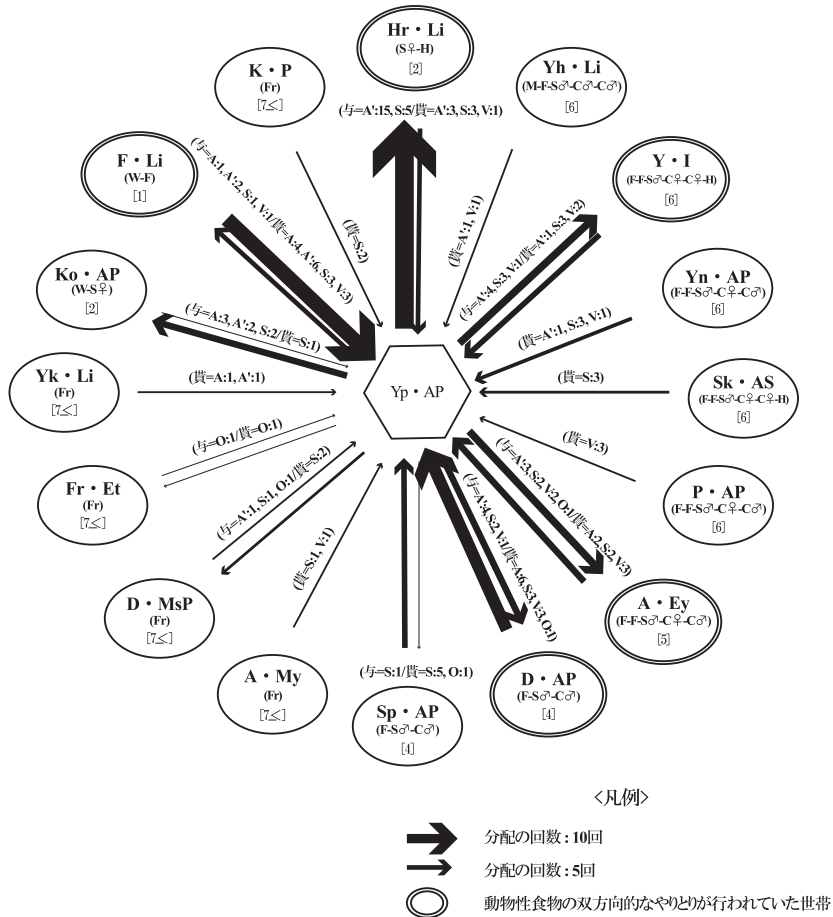 Hr・Li
(S♀-H)
[2]
(与=A':15, S:5/貰=A':3, S:3, V:1)
Yh・Li
(M-F-S♂-C♂-C♂)
[6]
(貰=A':1, V:1)
Y・I
(F-F-S♂-C♀-C♀-H)
[6]
(与=A':4, S:3, V:1/貰=A':1, S:3, V:2)
Yn・AP
(F-F-S♂-C♀-C♂)
[6]
(貰=A':1, S:3, V:1)
Sk・AS
(F-F-S♂-C♀-C♀-H)
[6]
(貰=S:3)
P・AP
(F-F-S♂-C♀-C♂)
[6]
(貰=V:3)
A・Ey
(F-F-S♂-C♀-C♂)
[5]
(与=A':3, S:2, V:2, O:1/貰=A:2, S:2, V:3)
D・AP
(F-S♂-C♂)
[4]
(与=A':4, S:2, V:1/貰=A:6, S:3, V:3, O:1)
Sp・AP
(F-S♂-C♂)
[4]
(与=S:1/貰=S:5, O:1)
A・My
(Fr)
[7≤]
(貰=S:1, V:1)
D・MsP
(Fr)
[7≤]
(与=A':1, S:1, O:1/貰=S:2)
Fr・Et
(Fr)
[7≤]
(与=O:1/貰=O:1)
Yk・Li
(Fr)
[7≤]
(貰=A:1, A':1)
Ko・AP
(W-S♀)
[2]
(与=A:3, A':2, S:2/貰=S:1)
F・Li
(W-F)
[1]
(与=A:1, A':2, S:1, V:1/貰=A:4, A':6, S:3, V:3)
K・P
(Fr)
[7≤]
(貰=S:2)
Yp・AP
<凡例>
分配の回数 : 10回
分配の回数 : 5回
動物性食物の双方向的なやりとりが行われていた世帯